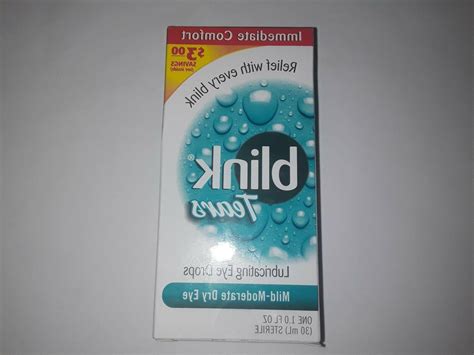 Immediate Comfort
$3.00
SAVINGS
Relief with every blink
blink®
Tears
Lubricating Eye Drops
Mild-Moderate Dry Eye
ONE 1.0 FL OZ
(30 mL) STERILE